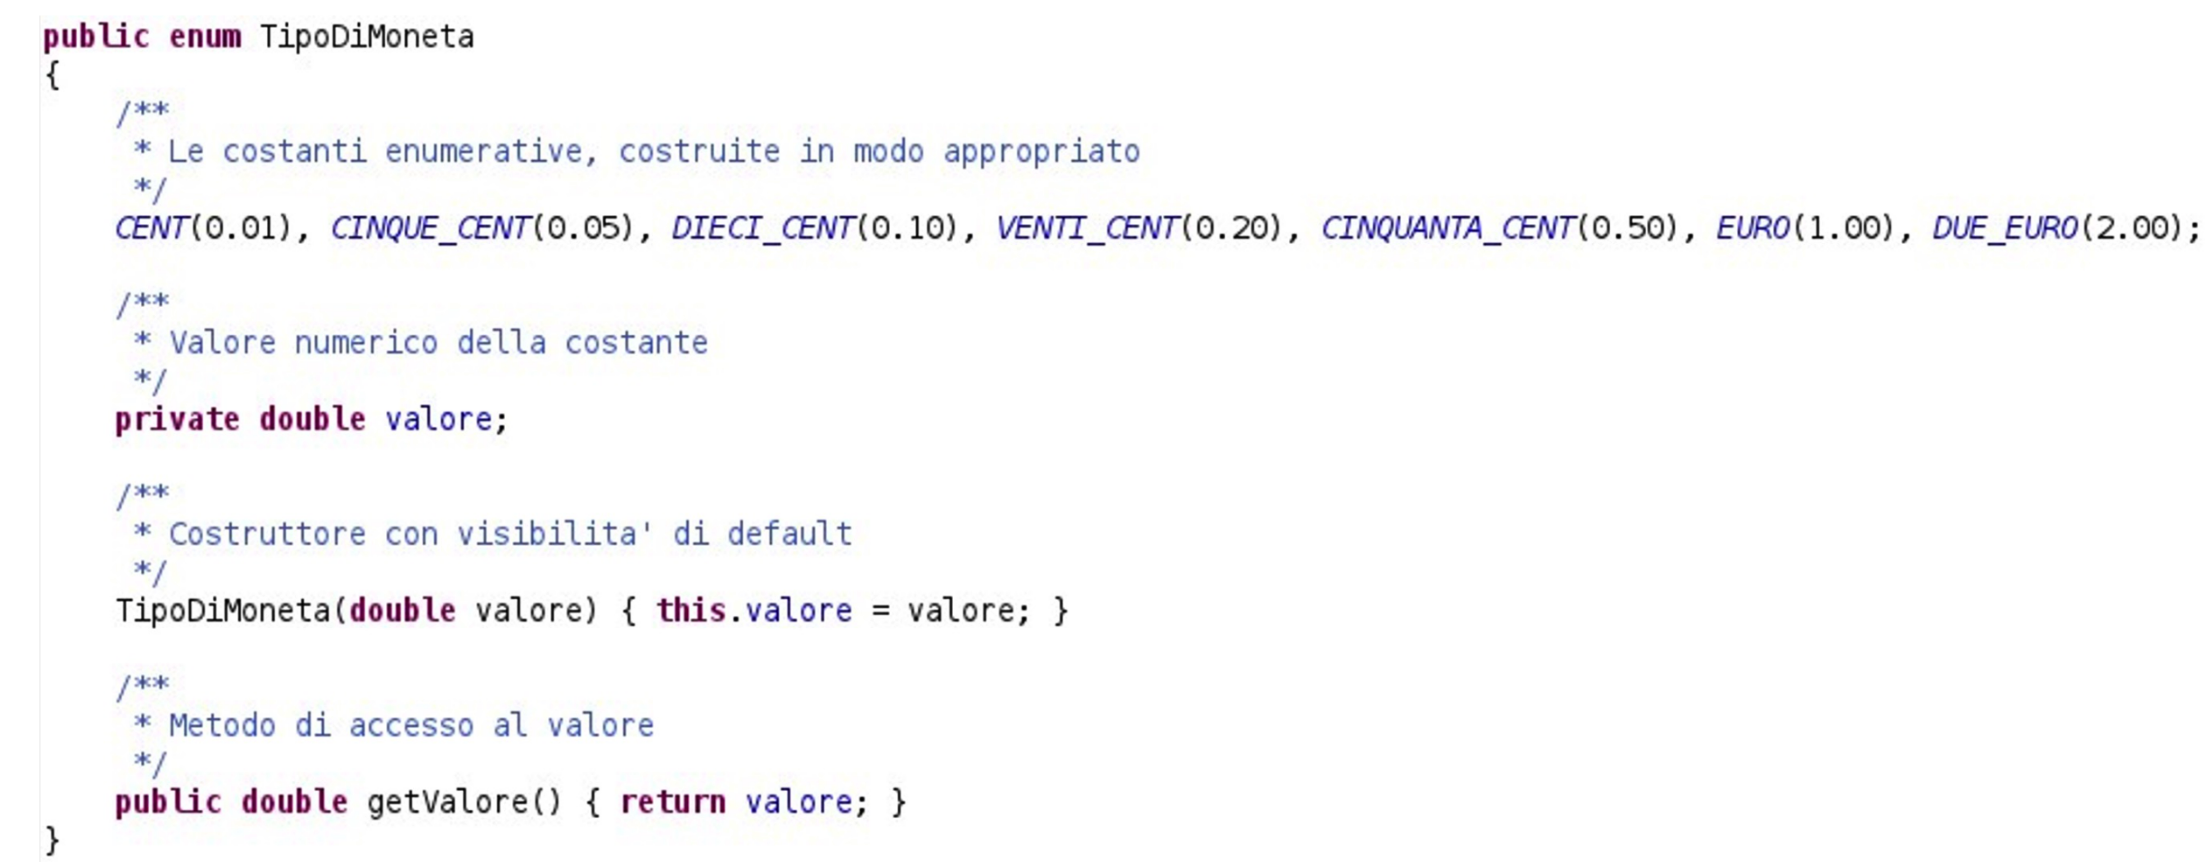 public enum TipoDiMoneta
{
    /**
     * Le costanti enumerative, costruite in modo appropriato
     */
    CENT(0.01), CINQUE_CENT(0.05), DIECI_CENT(0.10), VENTI_CENT(0.20), CINQUANTA_CENT(0.50), EURO(1.00), DUE_EURO(2.00);

    /**
     * Valore numerico della costante
     */
    private double valore;

    /**
     * Costruttore con visibilita' di default
     */
    TipoDiMoneta(double valore) { this.valore = valore; }

    /**
     * Metodo di accesso al valore
     */
    public double getValore() { return valore; }
}